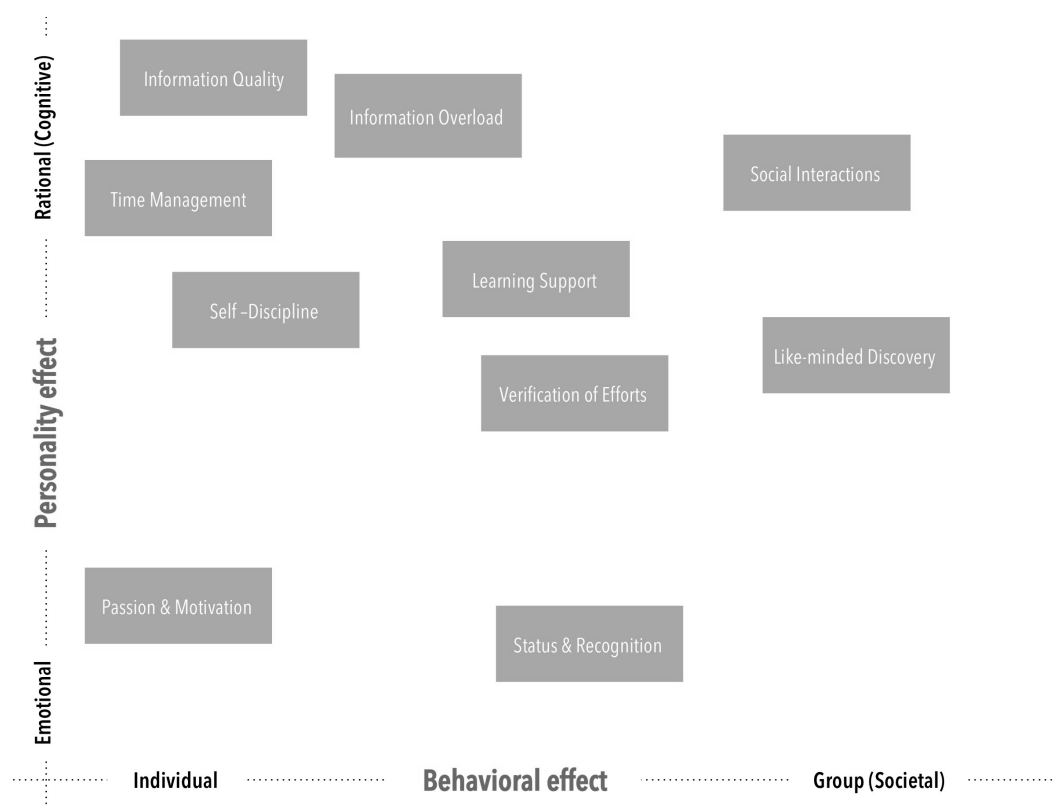 Rational (Cognitive)
Personality effect
Emotional
Information Quality
Information Overload
Social Interactions
Time Management
Learning Support
Self –Discipline
Like-minded Discovery
Verification of Efforts
Passion & Motivation
Status & Recognition
Individual
Behavioral effect
Group (Societal)